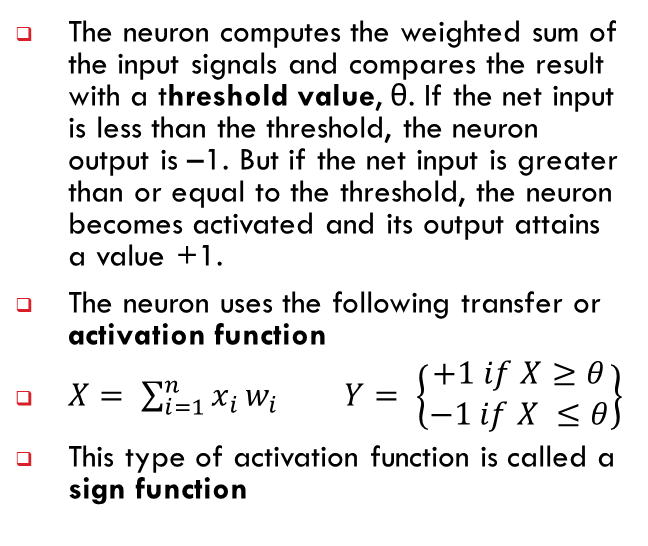 The neuron computes the weighted sum of
the input signals and compares the result
with a threshold value, θ. If the net input
is less than the threshold, the neuron
output is –1. But if the net input is greater
than or equal to the threshold, the neuron
becomes activated and its output attains
a value +1.
The neuron uses the following transfer or
activation function
X = ∑ⁿᵢ₌₁ xᵢ wᵢ Y = {+1 if X ≥ θ
−1 if X ≤ θ}
This type of activation function is called a
sign function